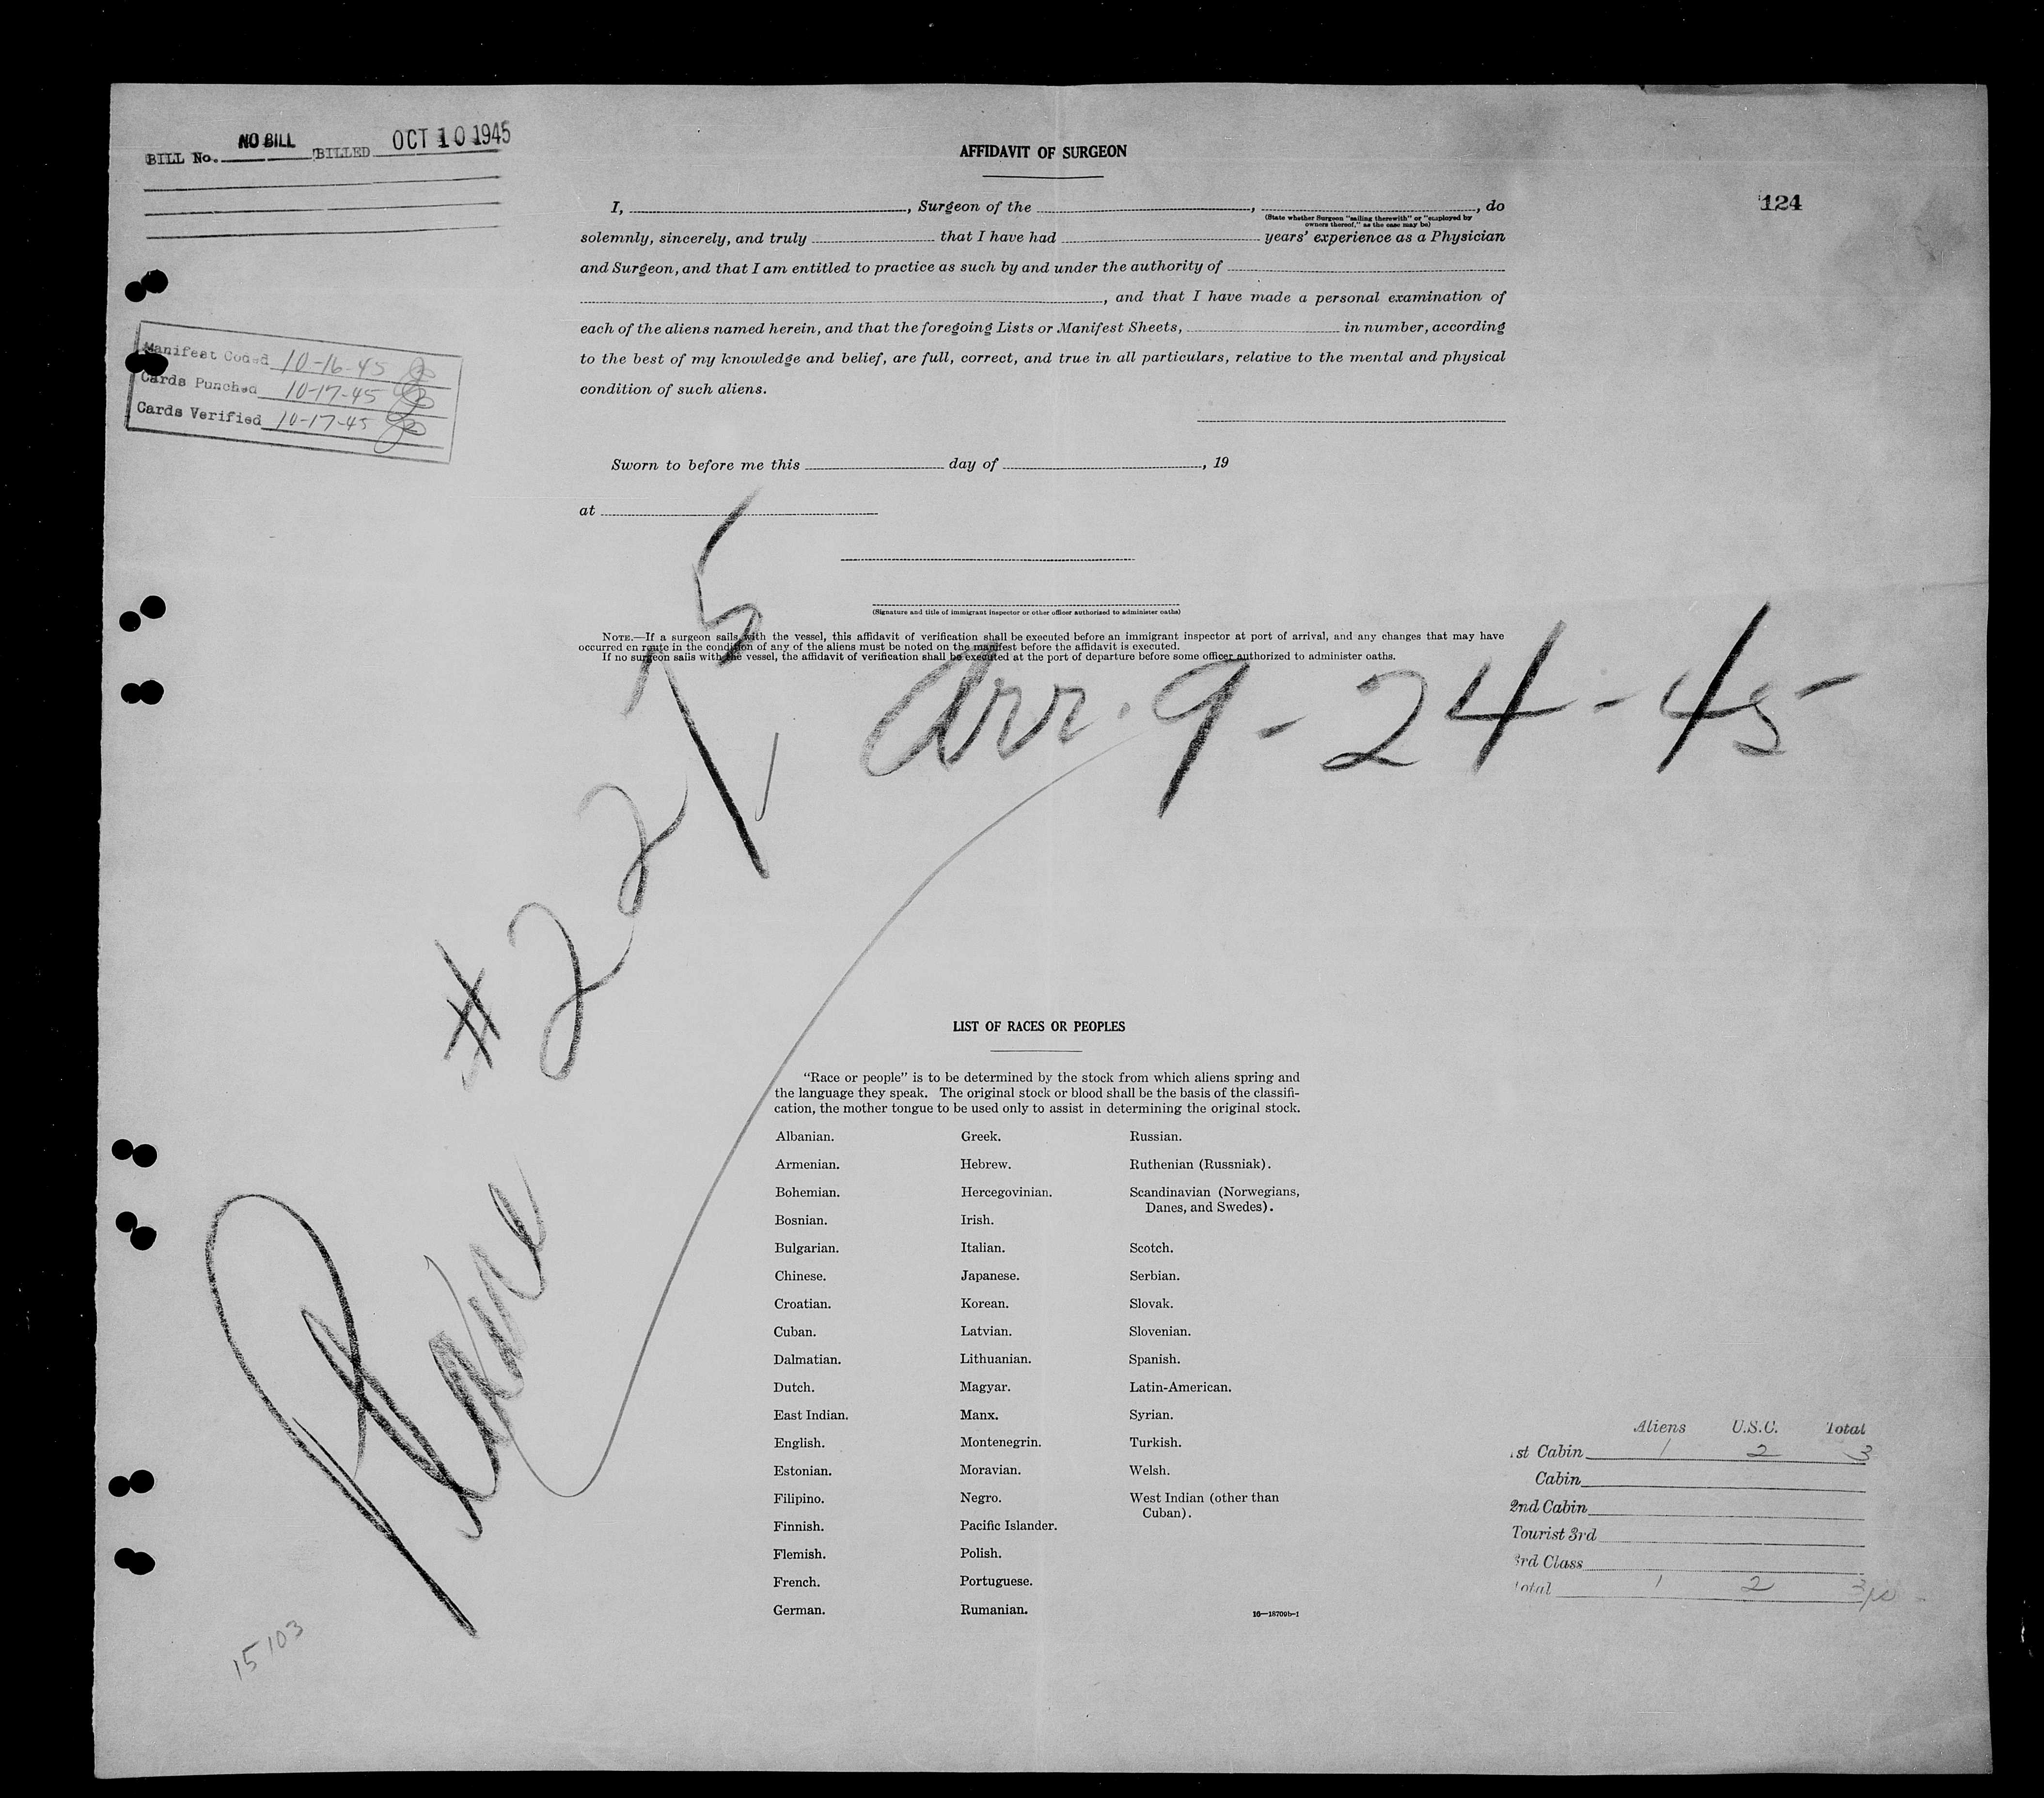 BILL No. NO BILL BILLED OCT 10 1945
AFFIDAVIT OF SURGEON
124
I, , Surgeon of the , , do
(State whether Surgeon "sailing therewith" or "employed by
owners thereof," as the case may be)
solemnly, sincerely, and truly that I have had years' experience as a Physician
and Surgeon, and that I am entitled to practice as such by and under the authority of
, and that I have made a personal examination of
each of the aliens named herein, and that the foregoing Lists or Manifest Sheets, in number, according
to the best of my knowledge and belief, are full, correct, and true in all particulars, relative to the mental and physical
condition of such aliens.
Manifest Coded 10-16-45
Cards Punched 10-17-45
Cards Verified 10-17-45
Sworn to before me this day of , 19
at
(Signature and title of immigrant inspector or other officer authorized to administer oaths)
NOTE.—If a surgeon sails with the vessel, this affidavit of verification shall be executed before an immigrant inspector at port of arrival, and any changes that may have
occurred en route in the condition of any of the aliens must be noted on the manifest before the affidavit is executed.
If no surgeon sails with the vessel, the affidavit of verification shall be executed at the port of departure before some officer authorized to administer oaths.
Arr. 9-24-45
Plane #2275
LIST OF RACES OR PEOPLES
"Race or people" is to be determined by the stock from which aliens spring and
the language they speak. The original stock or blood shall be the basis of the classifi-
cation, the mother tongue to be used only to assist in determining the original stock.
Albanian.
Armenian.
Bohemian.
Bosnian.
Bulgarian.
Chinese.
Croatian.
Cuban.
Dalmatian.
Dutch.
East Indian.
English.
Estonian.
Filipino.
Finnish.
Flemish.
French.
German.
Greek.
Hebrew.
Hercegovinian.
Irish.
Italian.
Japanese.
Korean.
Latvian.
Lithuanian.
Magyar.
Manx.
Montenegrin.
Moravian.
Negro.
Pacific Islander.
Polish.
Portuguese.
Rumanian.
Russian.
Ruthenian (Russniak).
Scandinavian (Norwegians,
Danes, and Swedes).
Scotch.
Serbian.
Slovak.
Slovenian.
Spanish.
Latin-American.
Syrian.
Turkish.
Welsh.
West Indian (other than
Cuban).
16—18709b-1
Aliens U.S.C. Total
1st Cabin 1 2 3
Cabin
2nd Cabin
Tourist 3rd
3rd Class
Total 1 2 3
15103